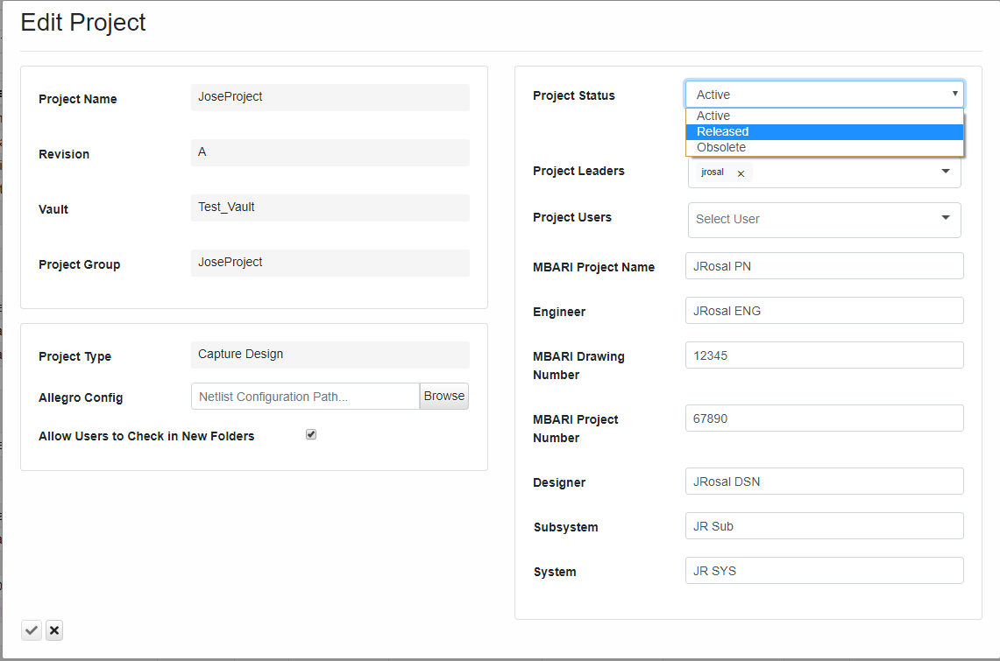 Edit Project
Project Name JoseProject
Revision A
Vault Test_Vault
Project Group JoseProject
Project Type Capture Design
Allegro Config Netlist Configuration Path... Browse
Allow Users to Check in New Folders
Project Status Active
Active
Released
Obsolete
Project Leaders jrosal ×
Project Users Select User
MBARI Project Name JRosal PN
Engineer JRosal ENG
MBARI Drawing 12345
Number
MBARI Project 67890
Number
Designer JRosal DSN
Subsystem JR Sub
System JR SYS